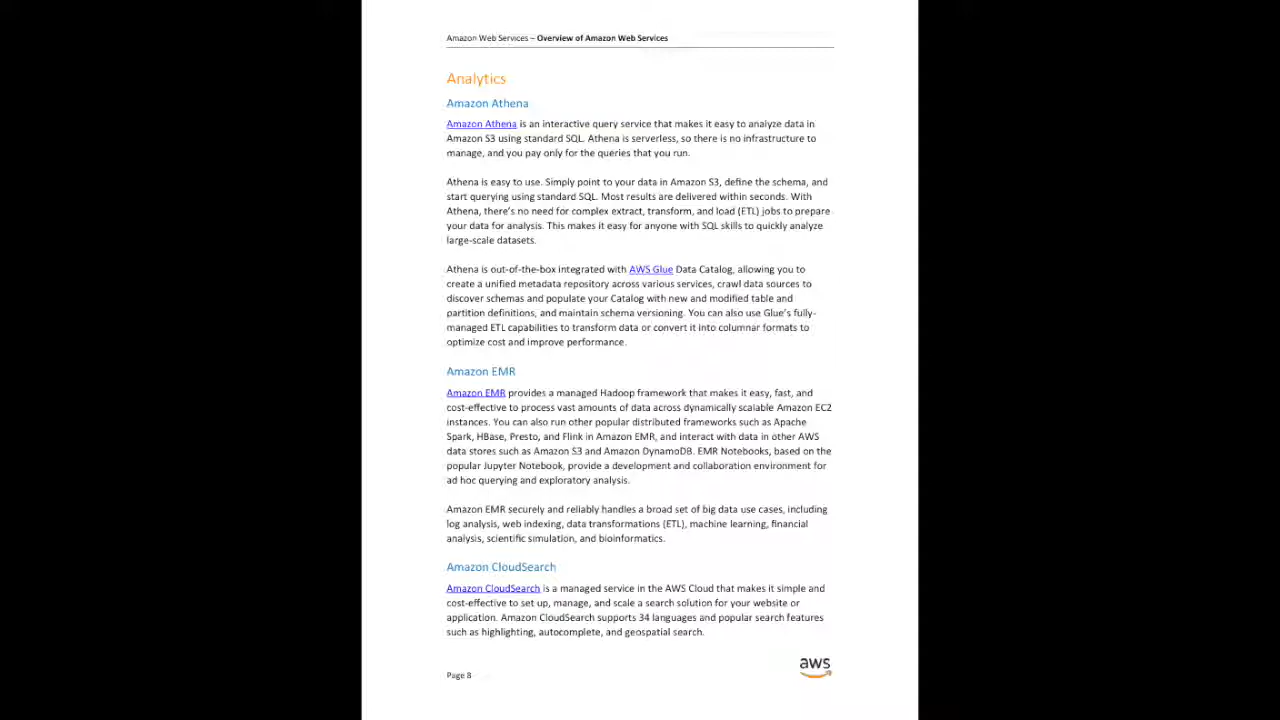 Amazon Web Services – Overview of Amazon Web Services
Analytics
Amazon Athena
Amazon Athena is an interactive query service that makes it easy to analyze data in
Amazon S3 using standard SQL. Athena is serverless, so there is no infrastructure to
manage, and you pay only for the queries that you run.
Athena is easy to use. Simply point to your data in Amazon S3, define the schema, and
start querying using standard SQL. Most results are delivered within seconds. With
Athena, there's no need for complex extract, transform, and load (ETL) jobs to prepare
your data for analysis. This makes it easy for anyone with SQL skills to quickly analyze
large-scale datasets.
Athena is out-of-the-box integrated with AWS Glue Data Catalog, allowing you to
create a unified metadata repository across various services, crawl data sources to
discover schemas and populate your Catalog with new and modified table and
partition definitions, and maintain schema versioning. You can also use Glue's fully-
managed ETL capabilities to transform data or convert it into columnar formats to
optimize cost and improve performance.
Amazon EMR
Amazon EMR provides a managed Hadoop framework that makes it easy, fast, and
cost-effective to process vast amounts of data across dynamically scalable Amazon EC2
instances. You can also run other popular distributed frameworks such as Apache
Spark, HBase, Presto, and Flink in Amazon EMR, and interact with data in other AWS
data stores such as Amazon S3 and Amazon DynamoDB. EMR Notebooks, based on the
popular Jupyter Notebook, provide a development and collaboration environment for
ad hoc querying and exploratory analysis.
Amazon EMR securely and reliably handles a broad set of big data use cases, including
log analysis, web indexing, data transformations (ETL), machine learning, financial
analysis, scientific simulation, and bioinformatics.
Amazon CloudSearch
Amazon CloudSearch is a managed service in the AWS Cloud that makes it simple and
cost-effective to set up, manage, and scale a search solution for your website or
application. Amazon CloudSearch supports 34 languages and popular search features
such as highlighting, autocomplete, and geospatial search.
aws
Page 8